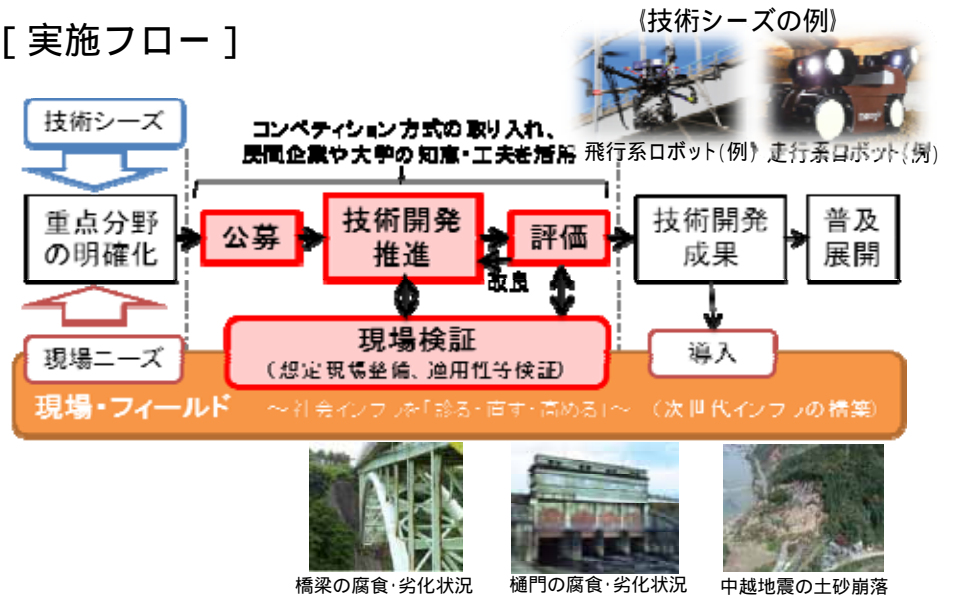 [ 実施フロー ]
《技術シーズの例》
技術シーズ
コンペティション方式の取り入れ、
民間企業や大学の知恵・工夫を活用
飛行系ロボット(例)
走行系ロボット(例)
重点分野
の明確化
公募
技術開発
推進
評価
改良
技術開発
成果
普及
展開
現場検証
(想定現場整備、適用性等検証)
現場ニーズ
導入
現場・フィールド
～社会インフラを「診る・直す・高める」～
(次世代インフラの構築)
橋梁の腐食・劣化状況
樋門の腐食・劣化状況
中越地震の土砂崩落